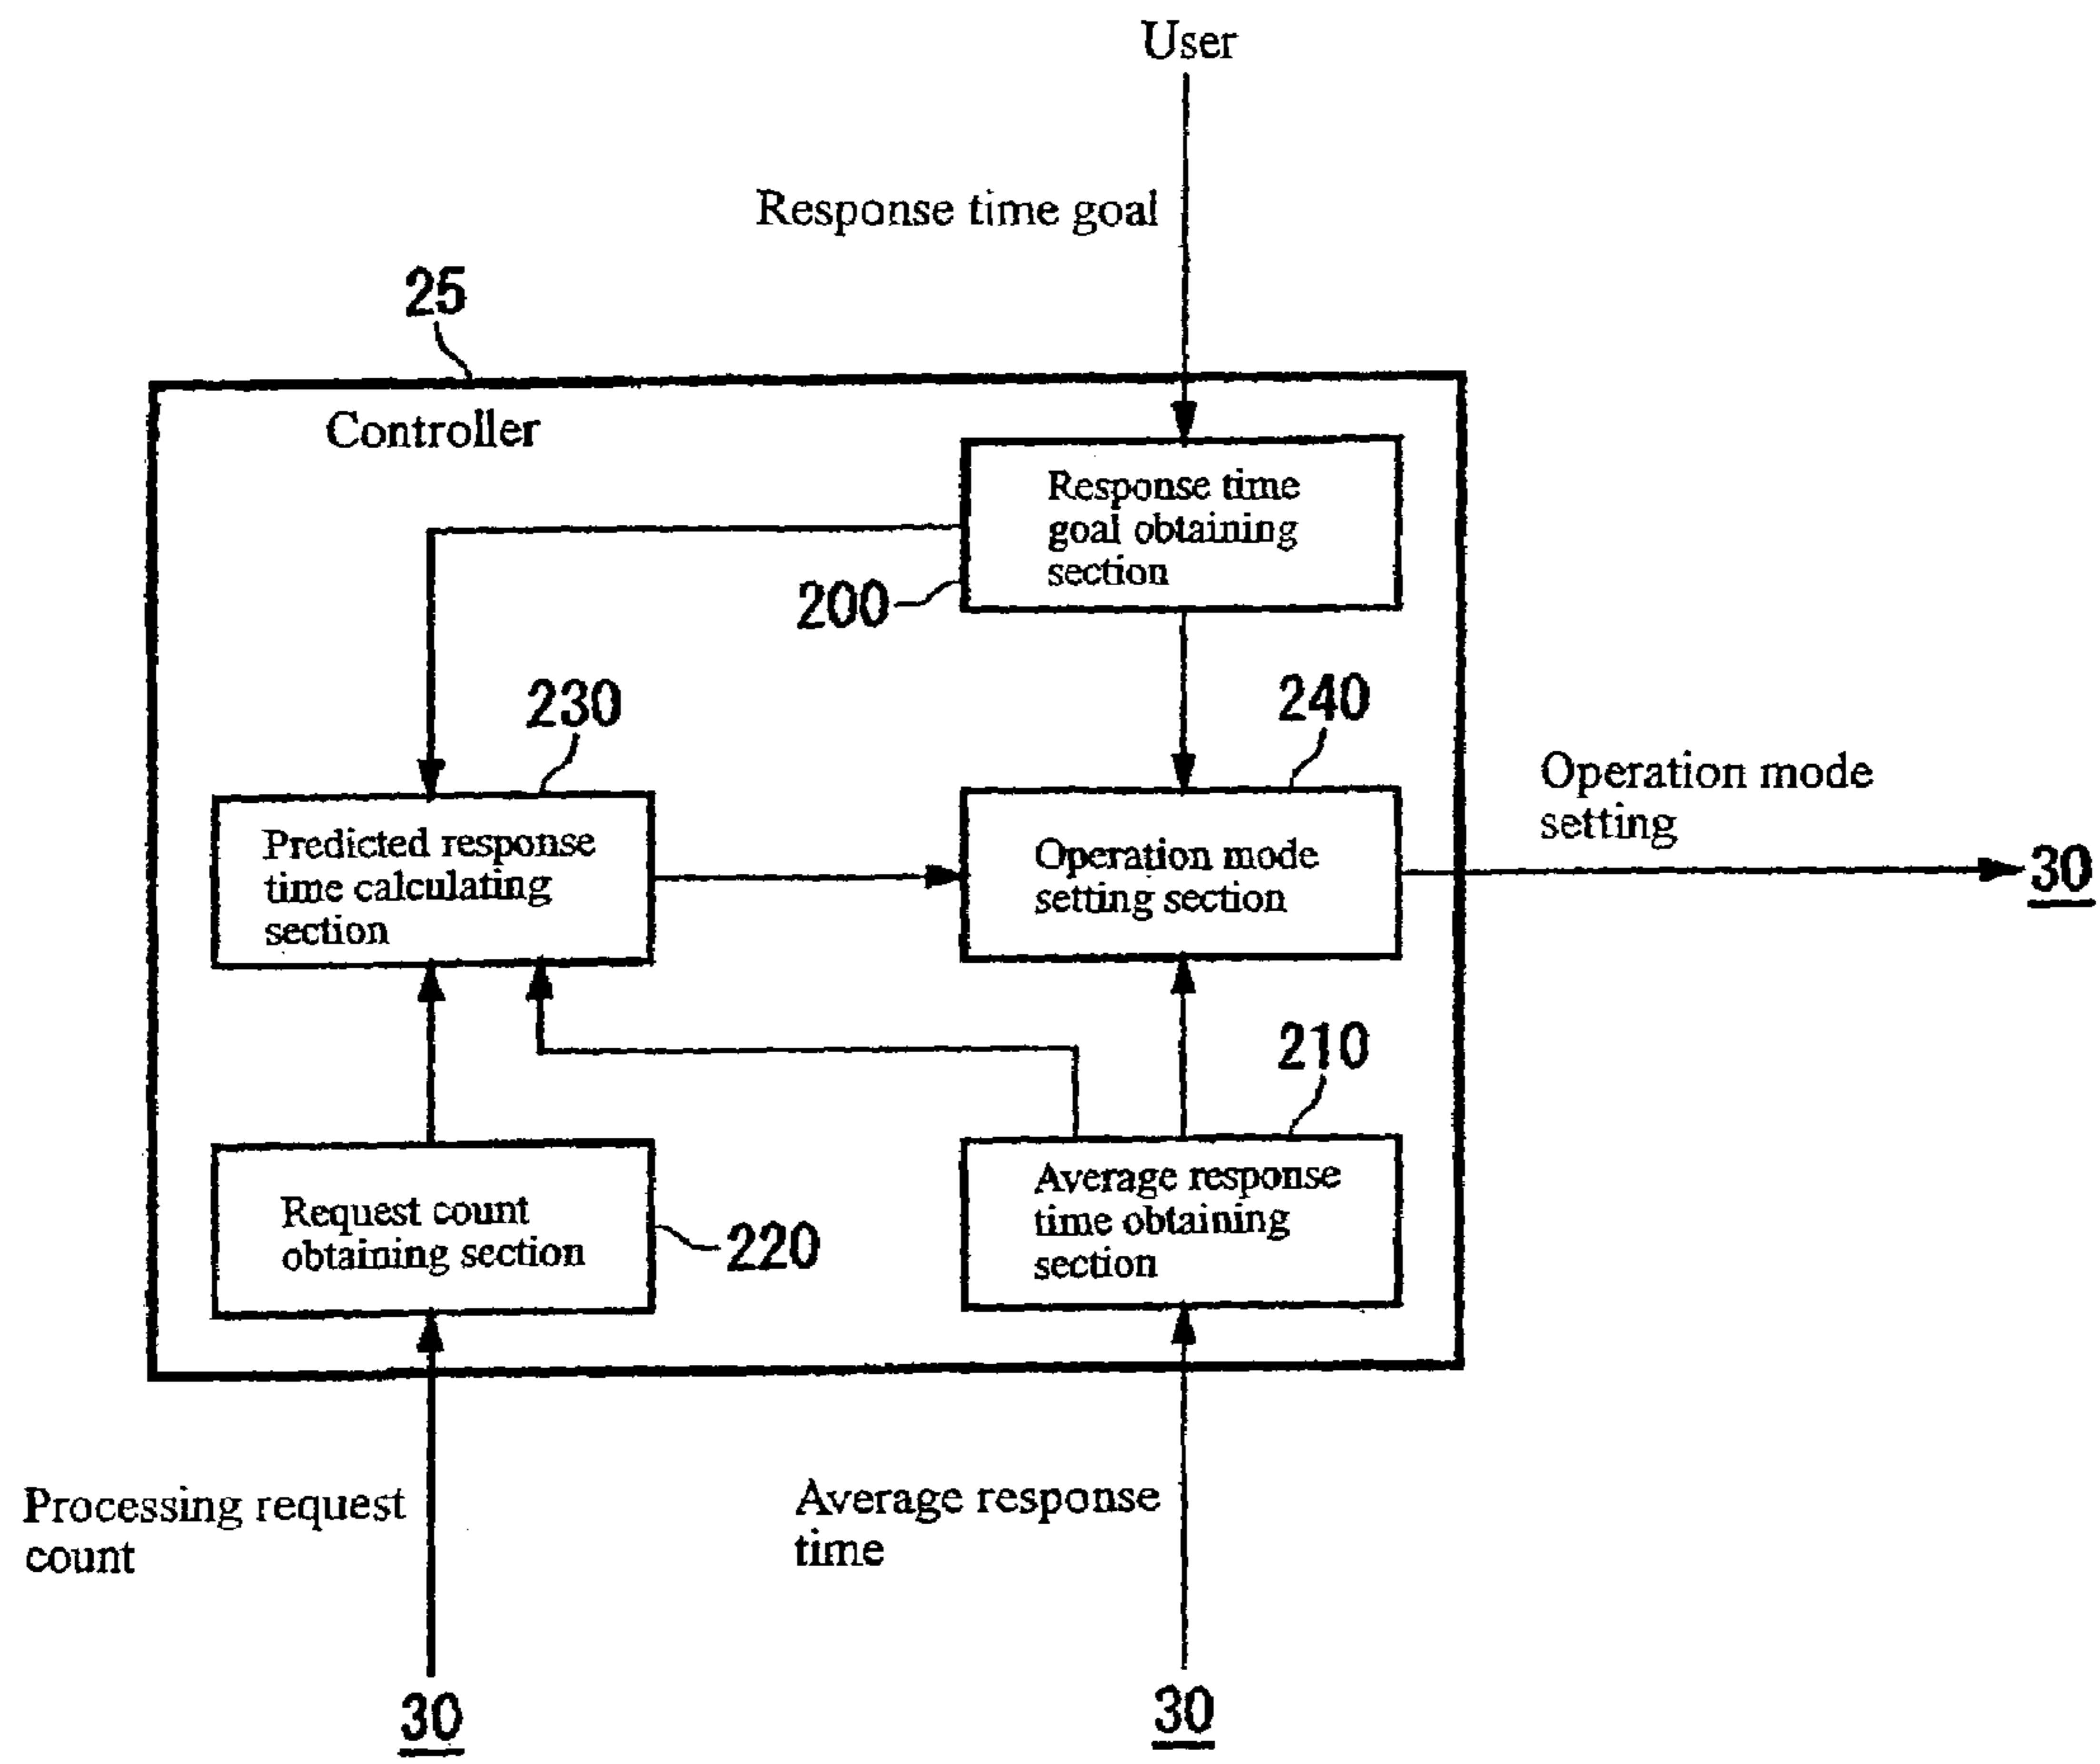 User
Response time goal
25
Controller
Response time
goal obtaining
section
200
230
240
Predicted response
time calculating
section
Operation mode
setting section
Operation mode
setting
30
210
Request count
obtaining section
220
Average response
time obtaining
section
Processing request
count
Average response
time
30
30